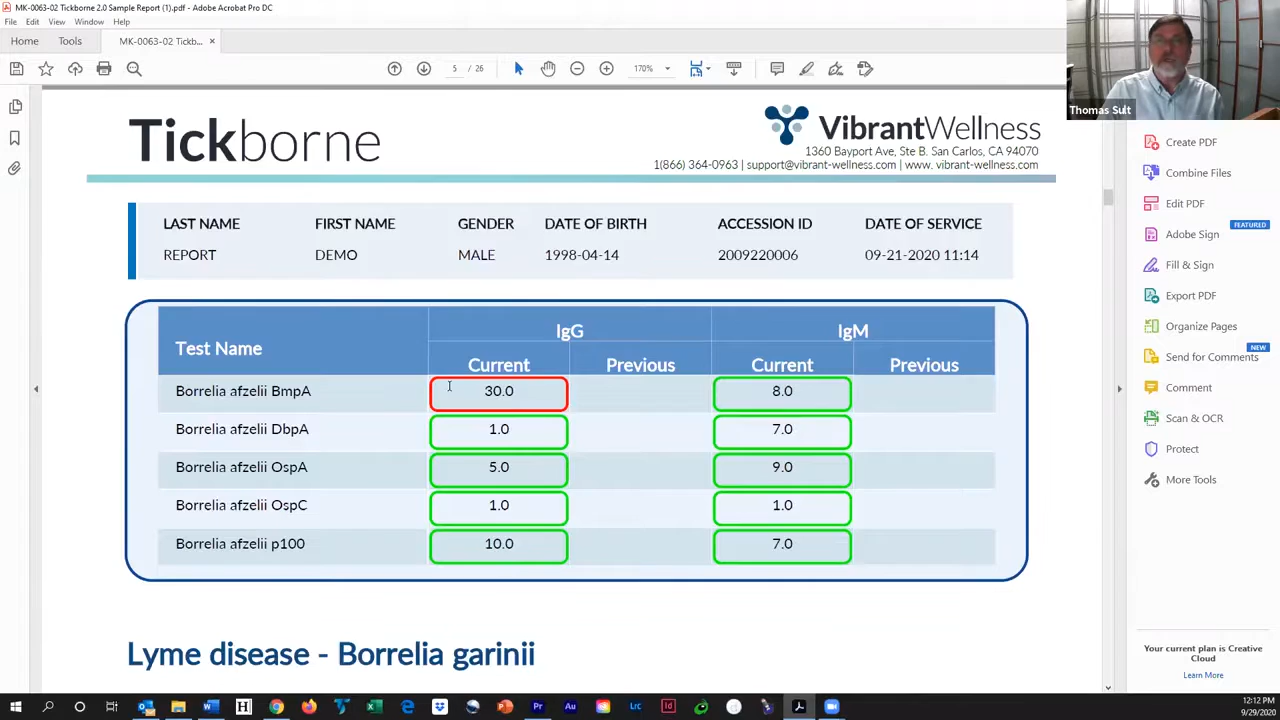 MK-0063-02 Tickborne 2.0 Sample Report (1).pdf - Adobe Acrobat Pro DC
File Edit View Window Help
Home Tools MK-0063-02 Tickb... ×
5 / 26 170%
Thomas Sult
Tickborne
VibrantWellness
1360 Bayport Ave, Ste B. San Carlos, CA 94070
1(866) 364-0963 | support@vibrant-wellness.com | www. vibrant-wellness.com
LAST NAME FIRST NAME GENDER DATE OF BIRTH ACCESSION ID DATE OF SERVICE
REPORT DEMO MALE 1998-04-14 2009220006 09-21-2020 11:14
Test Name IgG IgM
Current Previous Current Previous
Borrelia afzelii BmpA 30.0 8.0
Borrelia afzelii DbpA 1.0 7.0
Borrelia afzelii OspA 5.0 9.0
Borrelia afzelii OspC 1.0 1.0
Borrelia afzelii p100 10.0 7.0
Lyme disease - Borrelia garinii
Create PDF
Combine Files
Edit PDF
FEATURED
Adobe Sign
Fill & Sign
Export PDF
Organize Pages
NEW
Send for Comments
Comment
Scan & OCR
Protect
More Tools
Your current plan is Creative
Cloud
Learn More
12:12 PM
9/29/2020